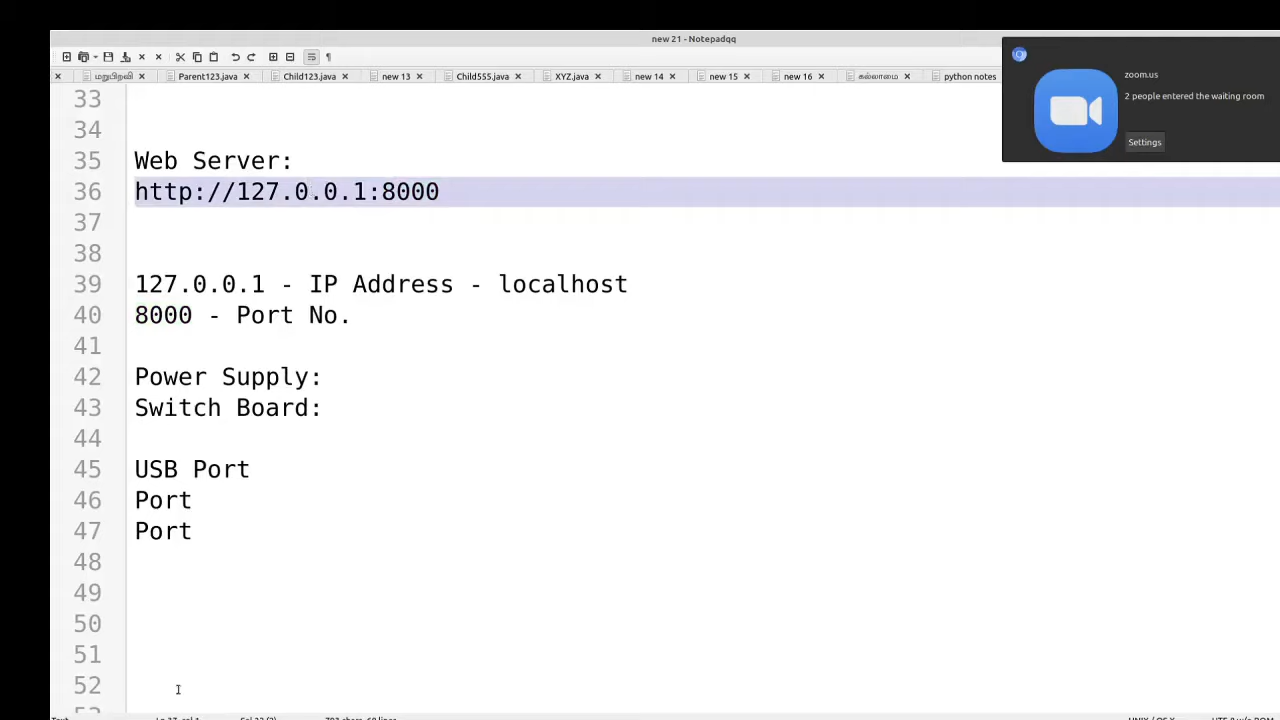 new 21 - Notepadqq
மறுபிறவி Parent123.java Child123.java new 13 Child555.java XYZ.java new 14 new 15 new 16 கல்லாமை python notes
zoom.us
2 people entered the waiting room
Settings
33
34
35 Web Server:
36 http://127.0.0.1:8000
37
38
39 127.0.0.1 - IP Address - localhost
40 8000 - Port No.
41
42 Power Supply:
43 Switch Board:
44
45 USB Port
46 Port
47 Port
48
49
50
51
52